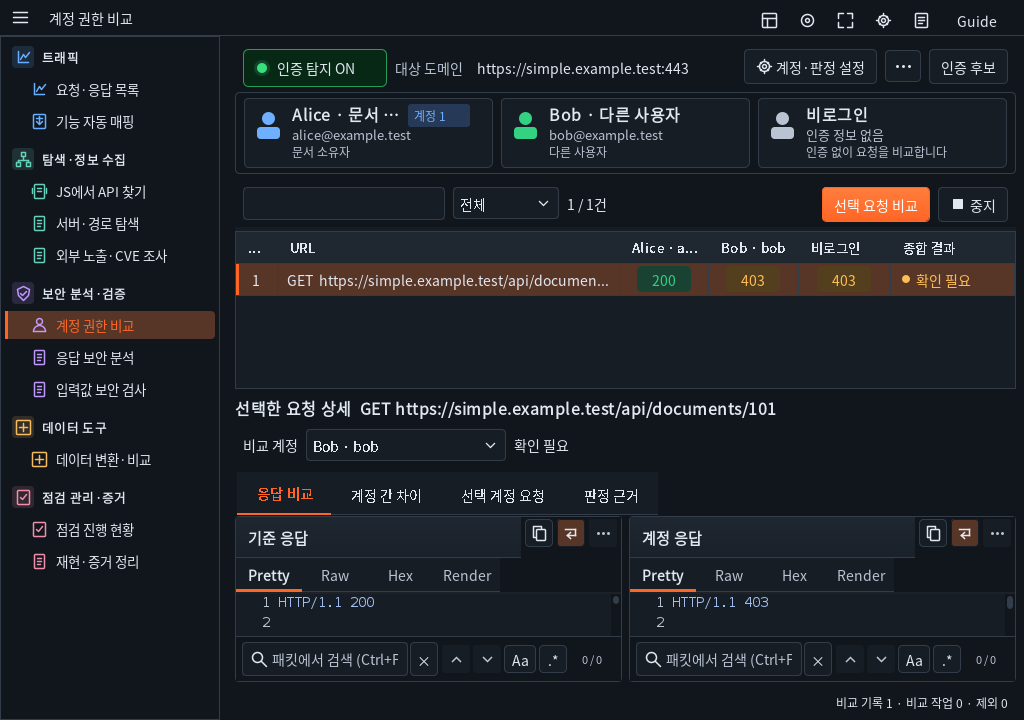 계정 권한 비교
Guide
트래픽
요청·응답 목록
기능 자동 매핑
탐색·정보 수집
JS에서 API 찾기
서버·경로 탐색
외부 노출·CVE 조사
보안 분석·검증
계정 권한 비교
응답 보안 분석
입력값 보안 검사
데이터 도구
데이터 변환·비교
점검 관리·증거
점검 진행 현황
재현·증거 정리
인증 탐지 ON 대상 도메인 https://simple.example.test:443 계정·판정 설정 ··· 인증 후보
Alice · 문서 ··· 계정 1
alice@example.test
문서 소유자
Bob · 다른 사용자
bob@example.test
다른 사용자
비로그인
인증 정보 없음
인증 없이 요청을 비교합니다
전체 1 / 1건 선택 요청 비교 중지
... URL Alice · a... Bob · bob 비로그인 종합 결과
1 GET https://simple.example.test/api/documen... 200 403 403 확인 필요
선택한 요청 상세 GET https://simple.example.test/api/documents/101
비교 계정 Bob · bob 확인 필요
응답 비교 계정 간 차이 선택 계정 요청 판정 근거
기준 응답 ···
Pretty Raw Hex Render
1 HTTP/1.1 200
2
패킷에서 검색 (Ctrl+F × Aa .* 0/0
계정 응답 ···
Pretty Raw Hex Render
1 HTTP/1.1 403
2
패킷에서 검색 (Ctrl+F × Aa .* 0/0
비교 기록 1 · 비교 작업 0 · 제외 0